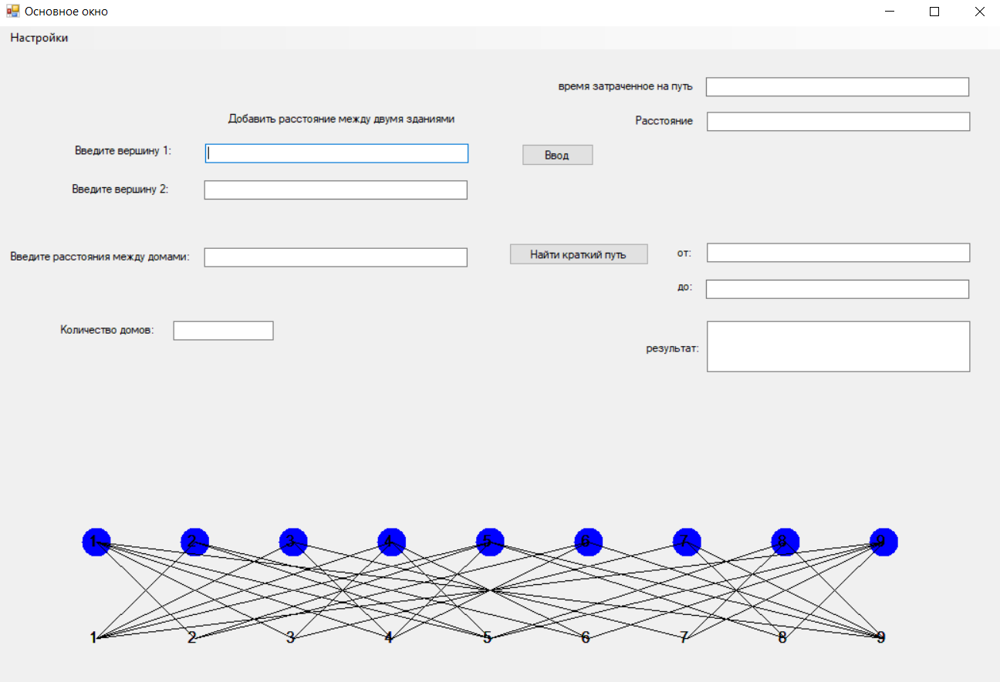 Основное окно
Настройки
время затраченное на путь
Добавить расстояние между двумя зданиями
Расстояние
Введите вершину 1:
Ввод
Введите вершину 2:
Введите расстояния между домами:
Найти краткий путь
от:
до:
Количество домов:
результат:
1 2 3 4 5 6 7 8 9
1 2 3 4 5 6 7 8 9